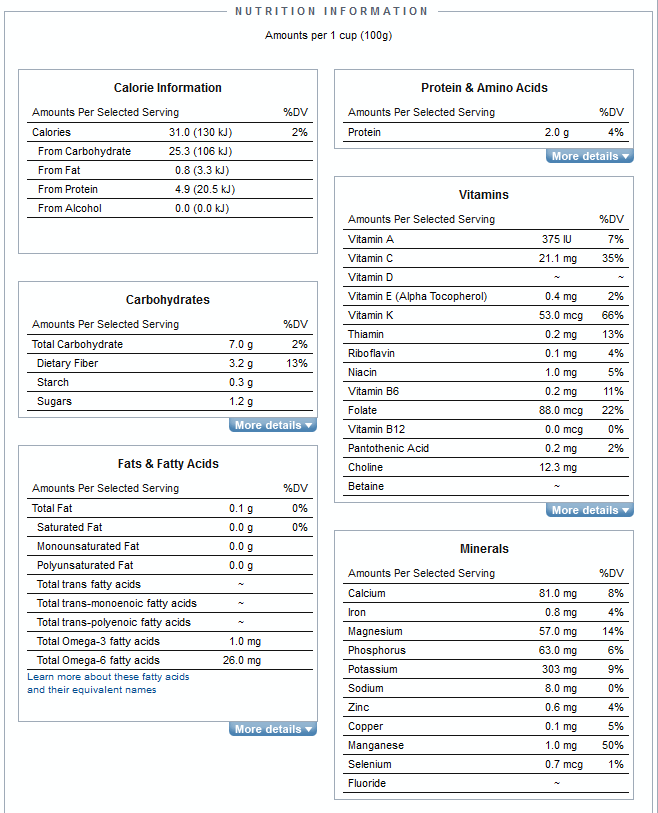 NUTRITION INFORMATION
Amounts per 1 cup (100g)
Calorie Information
Amounts Per Selected Serving %DV
Calories 31.0 (130 kJ) 2%
From Carbohydrate 25.3 (106 kJ)
From Fat 0.8 (3.3 kJ)
From Protein 4.9 (20.5 kJ)
From Alcohol 0.0 (0.0 kJ)
Carbohydrates
Amounts Per Selected Serving %DV
Total Carbohydrate 7.0 g 2%
Dietary Fiber 3.2 g 13%
Starch 0.3 g
Sugars 1.2 g
More details
Fats & Fatty Acids
Amounts Per Selected Serving %DV
Total Fat 0.1 g 0%
Saturated Fat 0.0 g 0%
Monounsaturated Fat 0.0 g
Polyunsaturated Fat 0.0 g
Total trans fatty acids ~
Total trans-monoenoic fatty acids ~
Total trans-polyenoic fatty acids ~
Total Omega-3 fatty acids 1.0 mg
Total Omega-6 fatty acids 26.0 mg
Learn more about these fatty acids
and their equivalent names
More details
Protein & Amino Acids
Amounts Per Selected Serving %DV
Protein 2.0 g 4%
More details
Vitamins
Amounts Per Selected Serving %DV
Vitamin A 375 IU 7%
Vitamin C 21.1 mg 35%
Vitamin D ~ ~
Vitamin E (Alpha Tocopherol) 0.4 mg 2%
Vitamin K 53.0 mcg 66%
Thiamin 0.2 mg 13%
Riboflavin 0.1 mg 4%
Niacin 1.0 mg 5%
Vitamin B6 0.2 mg 11%
Folate 88.0 mcg 22%
Vitamin B12 0.0 mcg 0%
Pantothenic Acid 0.2 mg 2%
Choline 12.3 mg
Betaine ~
More details
Minerals
Amounts Per Selected Serving %DV
Calcium 81.0 mg 8%
Iron 0.8 mg 4%
Magnesium 57.0 mg 14%
Phosphorus 63.0 mg 6%
Potassium 303 mg 9%
Sodium 8.0 mg 0%
Zinc 0.6 mg 4%
Copper 0.1 mg 5%
Manganese 1.0 mg 50%
Selenium 0.7 mcg 1%
Fluoride ~